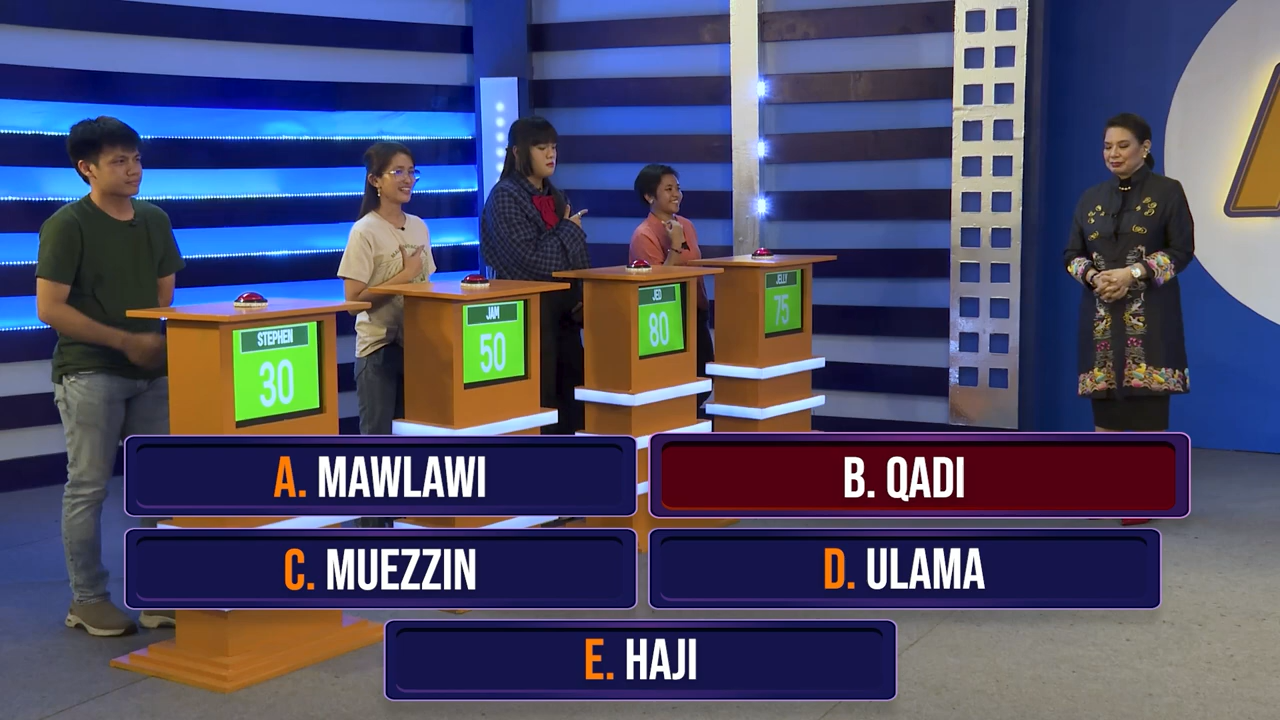 STEPHEN
30
JAM
50
JED
80
JELLY
75
A. MAWLAWI
B. QADI
C. MUEZZIN
D. ULAMA
E. HAJI